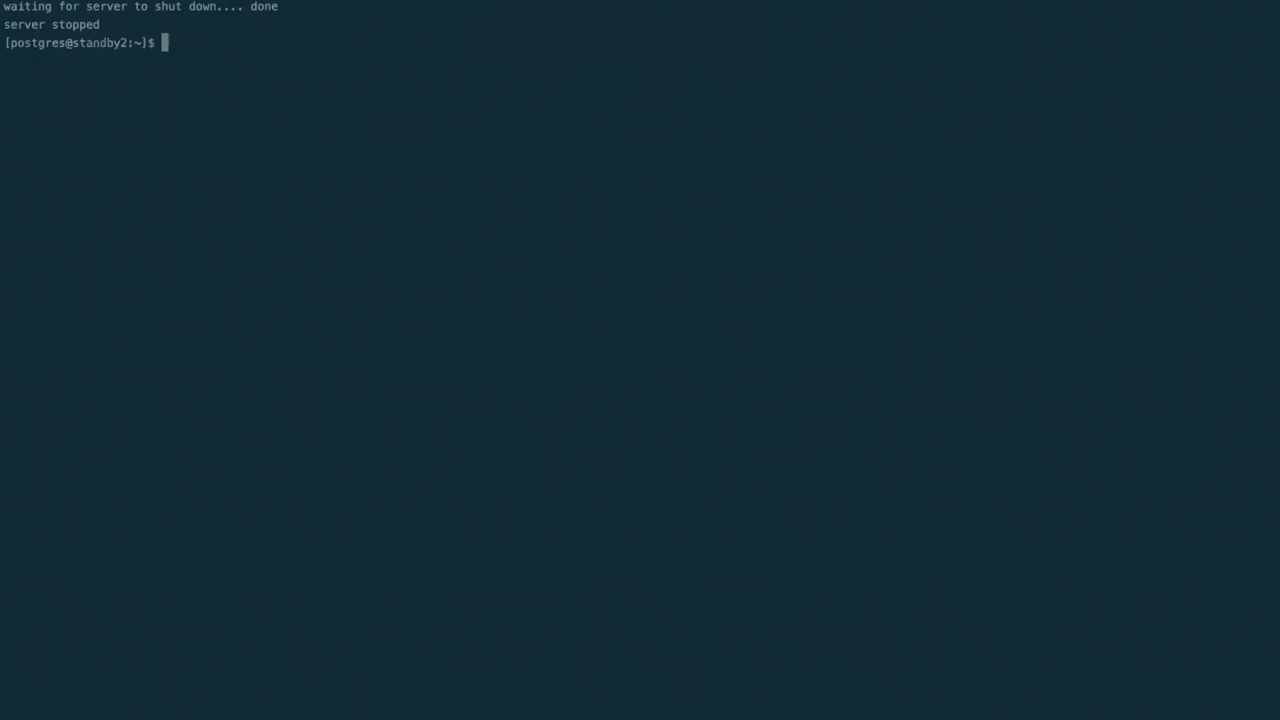 waiting for server to shut down.... done
server stopped
[postgres@standby2:~]$